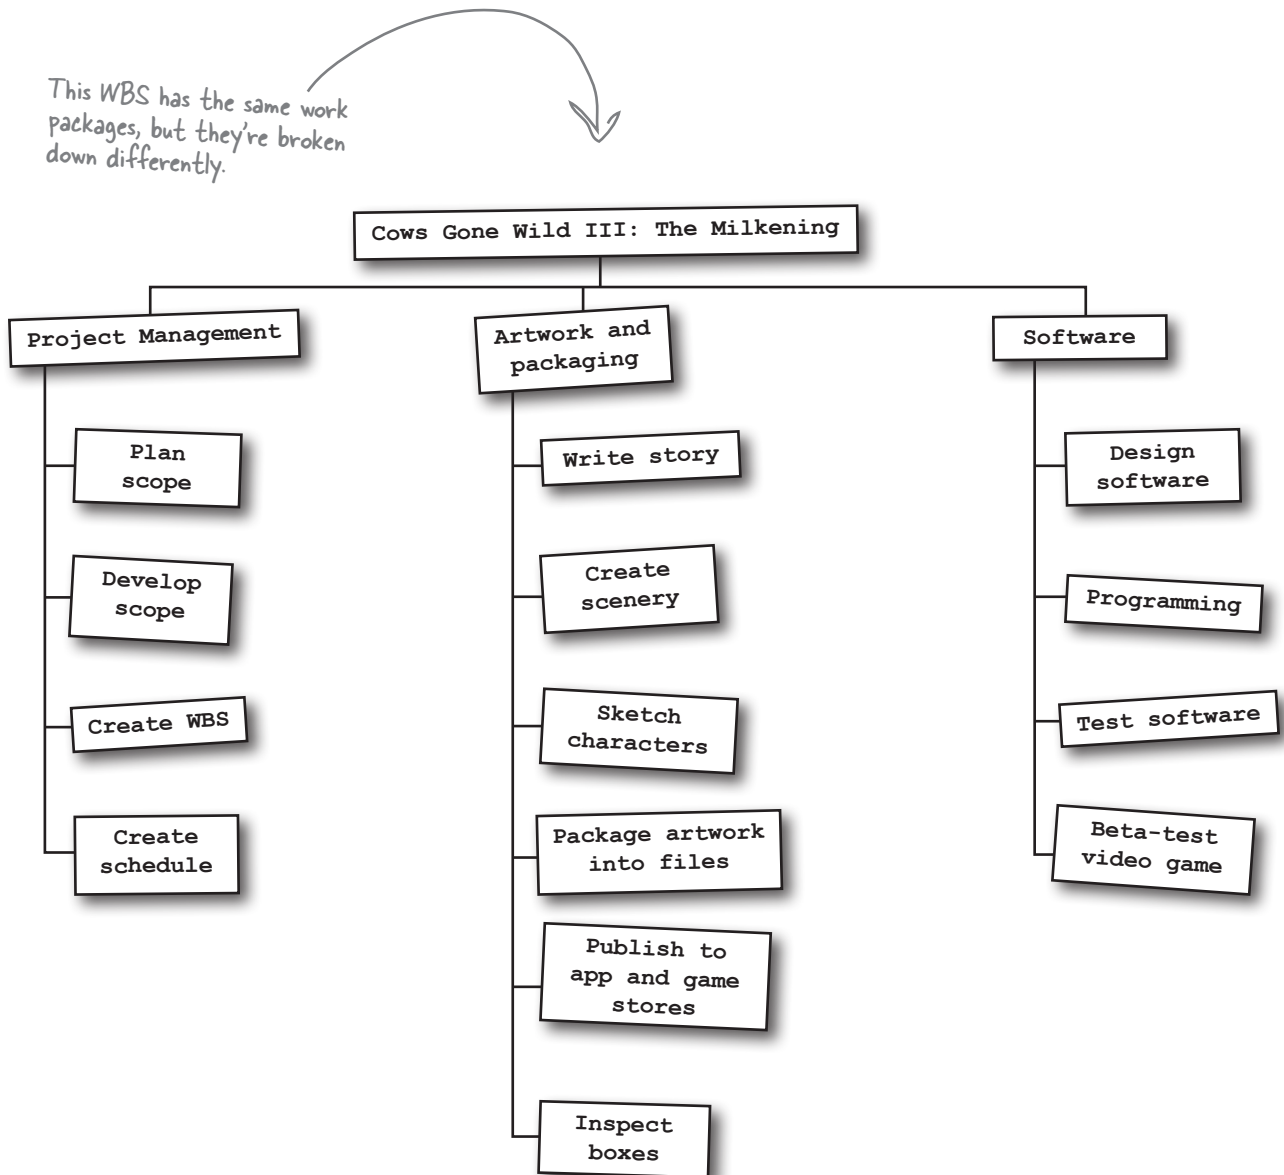 This WBS has the same work
packages, but they're broken
down differently.
Cows Gone Wild III: The Milkening
Project Management
Plan
scope
Develop
scope
Create WBS
Create
schedule
Artwork and
packaging
Write story
Create
scenery
Sketch
characters
Package artwork
into files
Publish to
app and game
stores
Inspect
boxes
Software
Design
software
Programming
Test software
Beta-test
video game